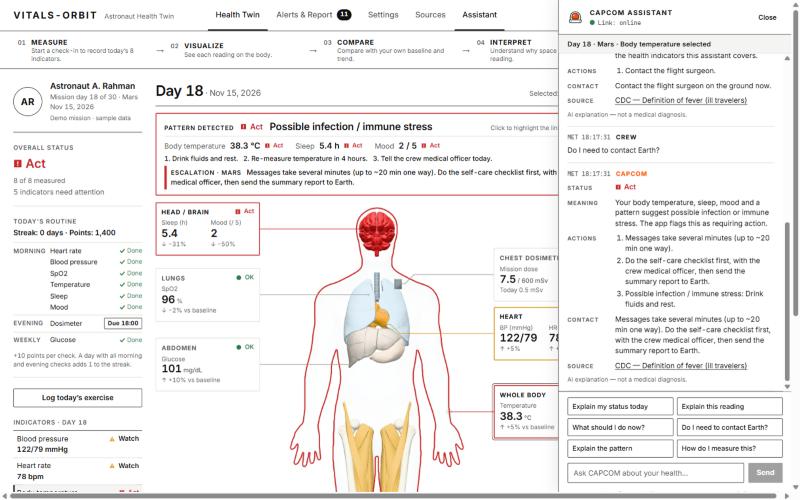 VITALS-ORBIT Astronaut Health Twin
Health Twin
Alerts & Report 11
Settings
Sources
Assistant
01 MEASURE
Start a check-in to record today's 8
indicators.
→ 02 VISUALIZE
See each reading on the body.
→ 03 COMPARE
Compare with your own baseline and
trend.
→ 04 INTERPRET
Understand why space
reading.
AR
Astronaut A. Rahman
Mission day 18 of 30 · Mars
Nov 15, 2026
Demo mission · sample data
OVERALL STATUS
Act
8 of 8 measured
5 indicators need attention
TODAY'S ROUTINE
Streak: 0 days · Points: 1,400
MORNING Heart rate ✓ Done
Blood pressure ✓ Done
SpO2 ✓ Done
Temperature ✓ Done
Sleep ✓ Done
Mood ✓ Done
EVENING Dosimeter Due 18:00
WEEKLY Glucose ✓ Done
+10 points per check. A day with all morning
and evening checks adds 1 to the streak.
Log today's exercise
INDICATORS · DAY 18
Blood pressure Watch
122/79 mmHg
Heart rate Watch
78 bpm
Day 18 · Nov 15, 2026
Selected:
PATTERN DETECTED Act Possible infection / immune stress
Click to highlight the lin
Body temperature 38.3 °C Act Sleep 5.4 h Act Mood 2 / 5 Act
1. Drink fluids and rest. 2. Re-measure temperature in 4 hours. 3. Tell the crew medical officer today.
ESCALATION · MARS Messages take several minutes (up to ~20 min one way). Do the self-care checklist first, with
medical officer, then send the summary report to Earth.
HEAD / BRAIN Act
Sleep (h) Mood (/ 5)
5.4 2
↓ −31% ↓ −50%
LUNGS OK
SpO2
96 %
↓ −2% vs baseline
ABDOMEN OK
Glucose
101 mg/dL
↑ +10% vs baseline
CHEST DOSIMET
Mission dose
7.5 / 600 mSv
Today 0.5 mSv
HEART
BP (mmHg) HR
122/79 78
↑ +5%
WHOLE BODY
Temperature
38.3 °C
↑ +5% vs baseline
CAPCOM ASSISTANT
Link: online
Close
Day 18 · Mars · Body temperature selected
the health indicators this assistant covers.
ACTIONS 1. Contact the flight surgeon.
CONTACT Contact the flight surgeon on the ground now.
SOURCE CDC — Definition of fever (ill travelers)
AI explanation — not a medical diagnosis.
MET 18:17:31 CREW
Do I need to contact Earth?
MET 18:17:31 CAPCOM
STATUS Act
MEANING Your body temperature, sleep, mood and a
pattern suggest possible infection or immune
stress. The app flags this as requiring action.
ACTIONS 1. Messages take several minutes (up to ~20
min one way).
2. Do the self-care checklist first, with the
crew medical officer, then send the
summary report to Earth.
3. Possible infection / immune stress: Drink
fluids and rest.
CONTACT Messages take several minutes (up to ~20
min one way). Do the self-care checklist first,
with the crew medical officer, then send the
summary report to Earth.
SOURCE CDC — Definition of fever (ill travelers)
AI explanation — not a medical diagnosis.
Explain my status today
Explain this reading
What should I do now?
Do I need to contact Earth?
Explain the pattern
How do I measure this?
Ask CAPCOM about your health...
Send